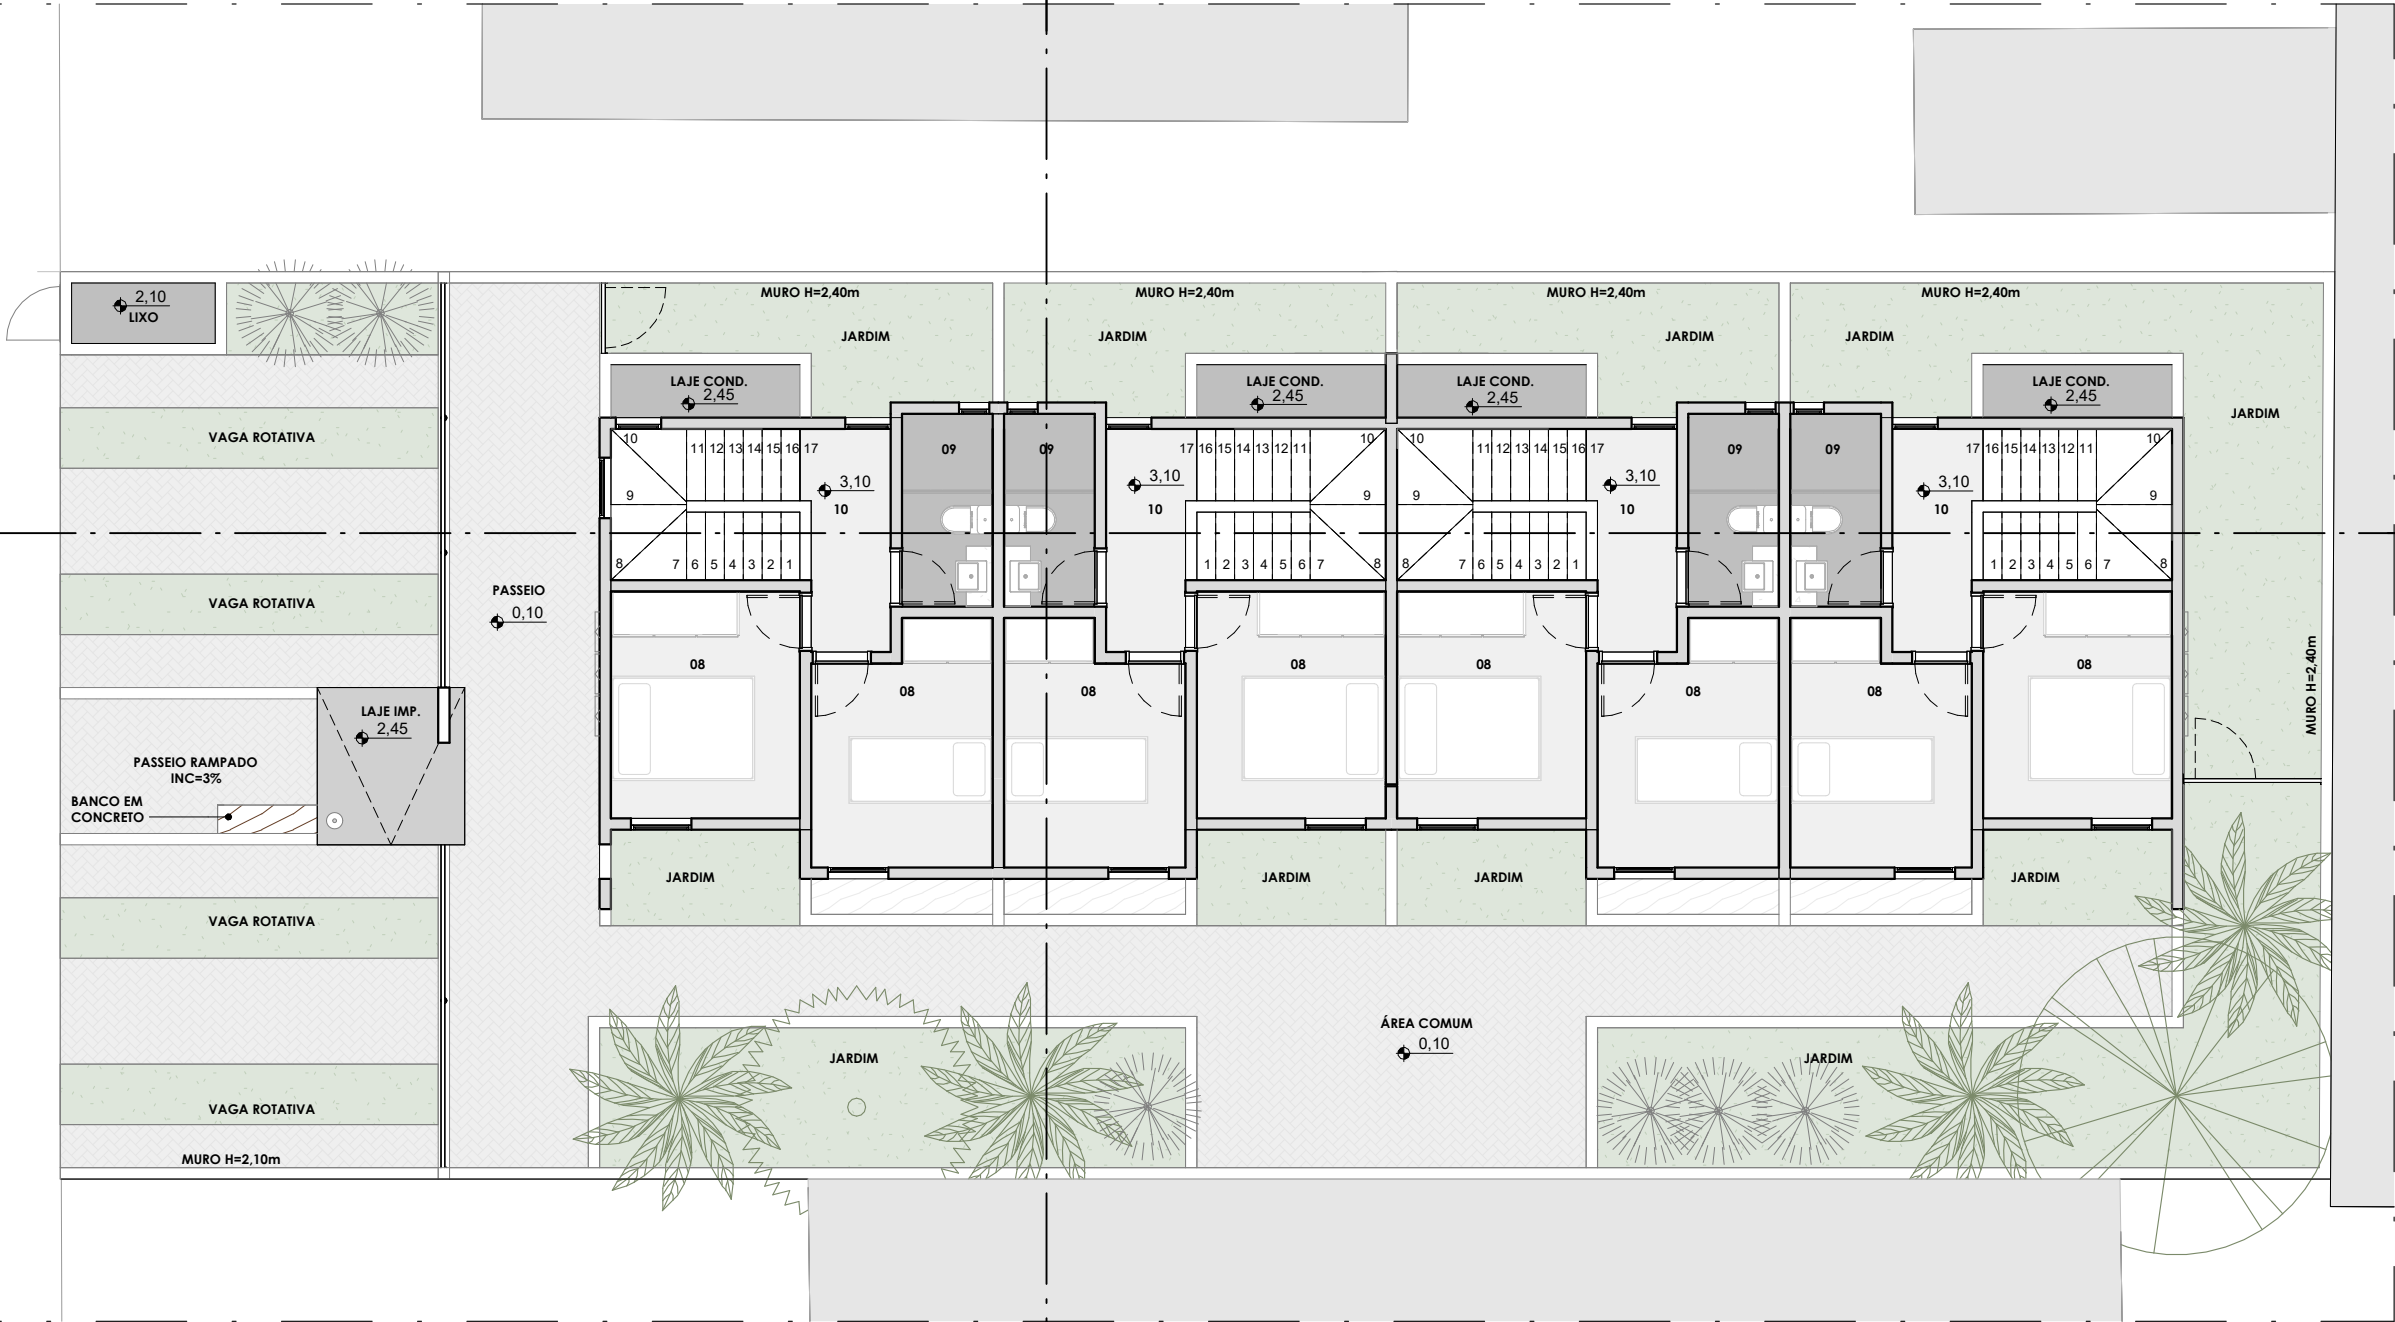 2,10
LIXO
MURO H=2,40m
MURO H=2,40m
MURO H=2,40m
MURO H=2,40m
JARDIM
JARDIM
JARDIM
JARDIM
LAJE COND.
2,45
LAJE COND.
2,45
LAJE COND.
2,45
LAJE COND.
2,45
JARDIM
VAGA ROTATIVA
10 11 12 13 14 15 16 17
09
09
17 16 15 14 13 12 11 10
10 11 12 13 14 15 16 17
09
09
17 16 15 14 13 12 11 10
3,10
3,10
3,10
3,10
9
9
9
9
10
10
10
10
8 7 6 5 4 3 2 1
1 2 3 4 5 6 7 8
8 7 6 5 4 3 2 1
1 2 3 4 5 6 7 8
PASSEIO
0,10
VAGA ROTATIVA
08
08
08
08
08
08
08
08
MURO H=2,40m
LAJE IMP.
2,45
PASSEIO RAMPADO
INC=3%
BANCO EM
CONCRETO
JARDIM
JARDIM
JARDIM
JARDIM
VAGA ROTATIVA
ÁREA COMUM
0,10
JARDIM
JARDIM
VAGA ROTATIVA
MURO H=2,10m